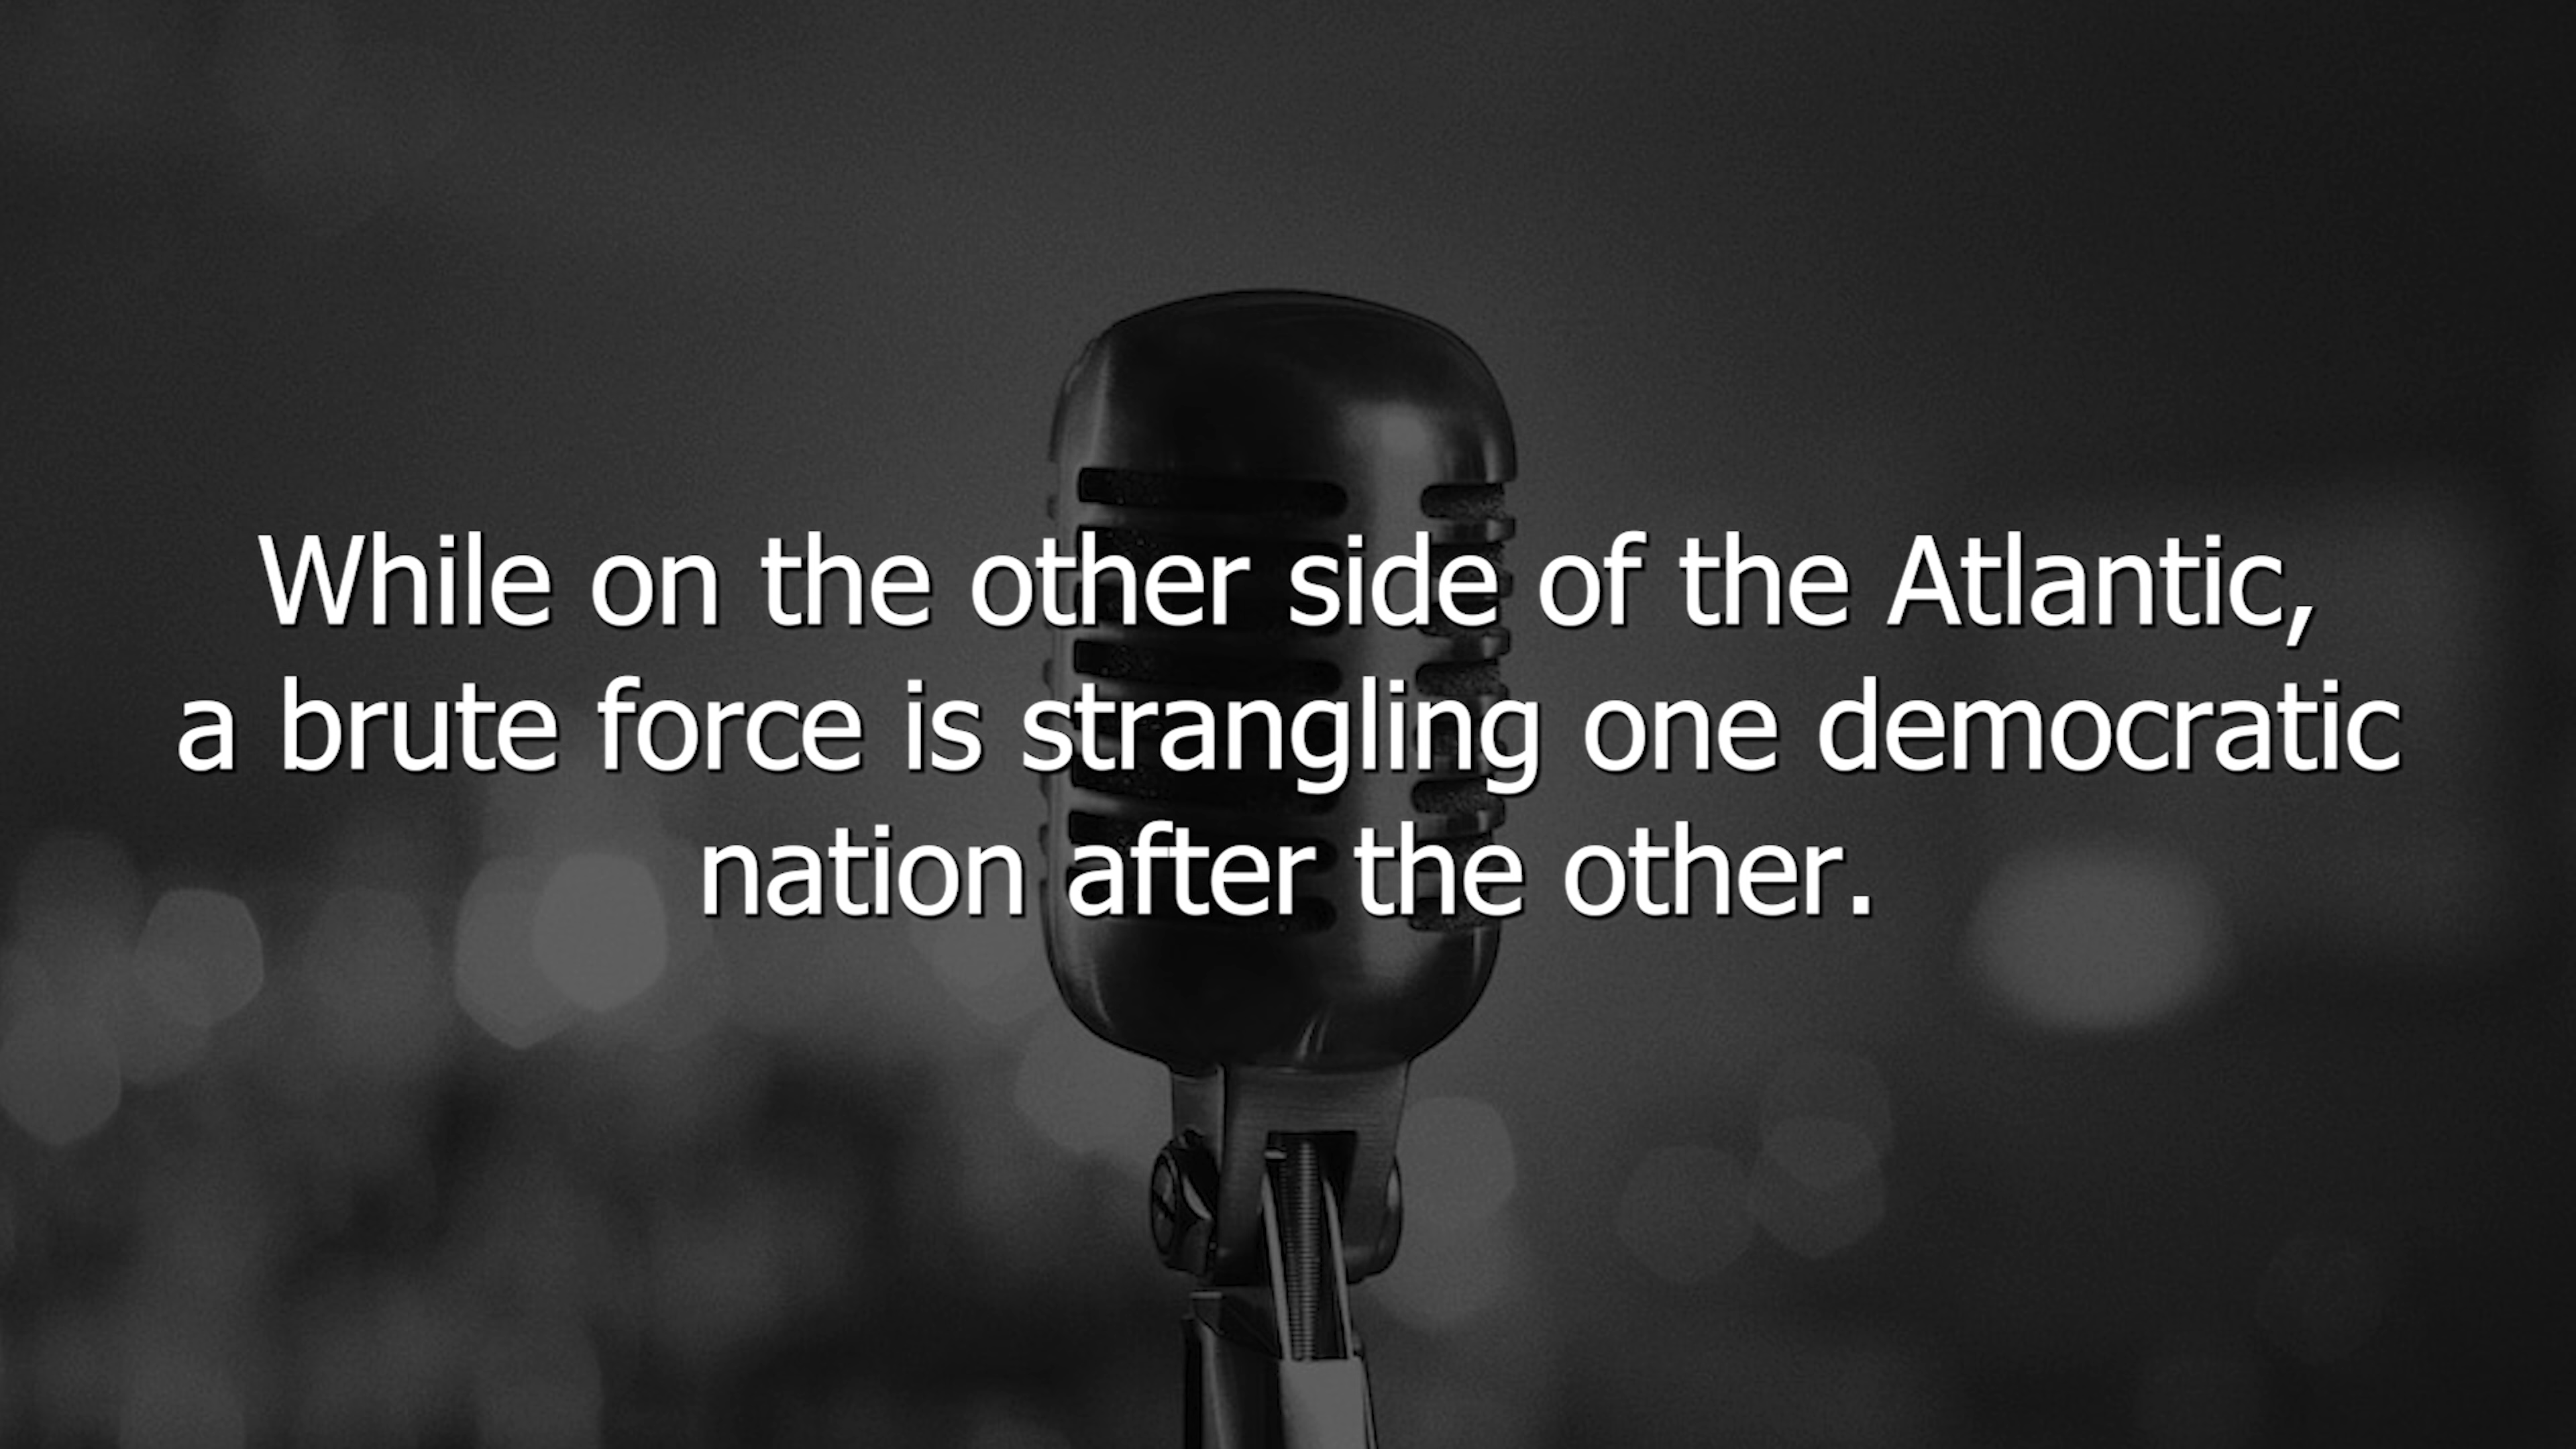 While on the other side of the Atlantic,
a brute force is strangling one democratic
nation after the other.